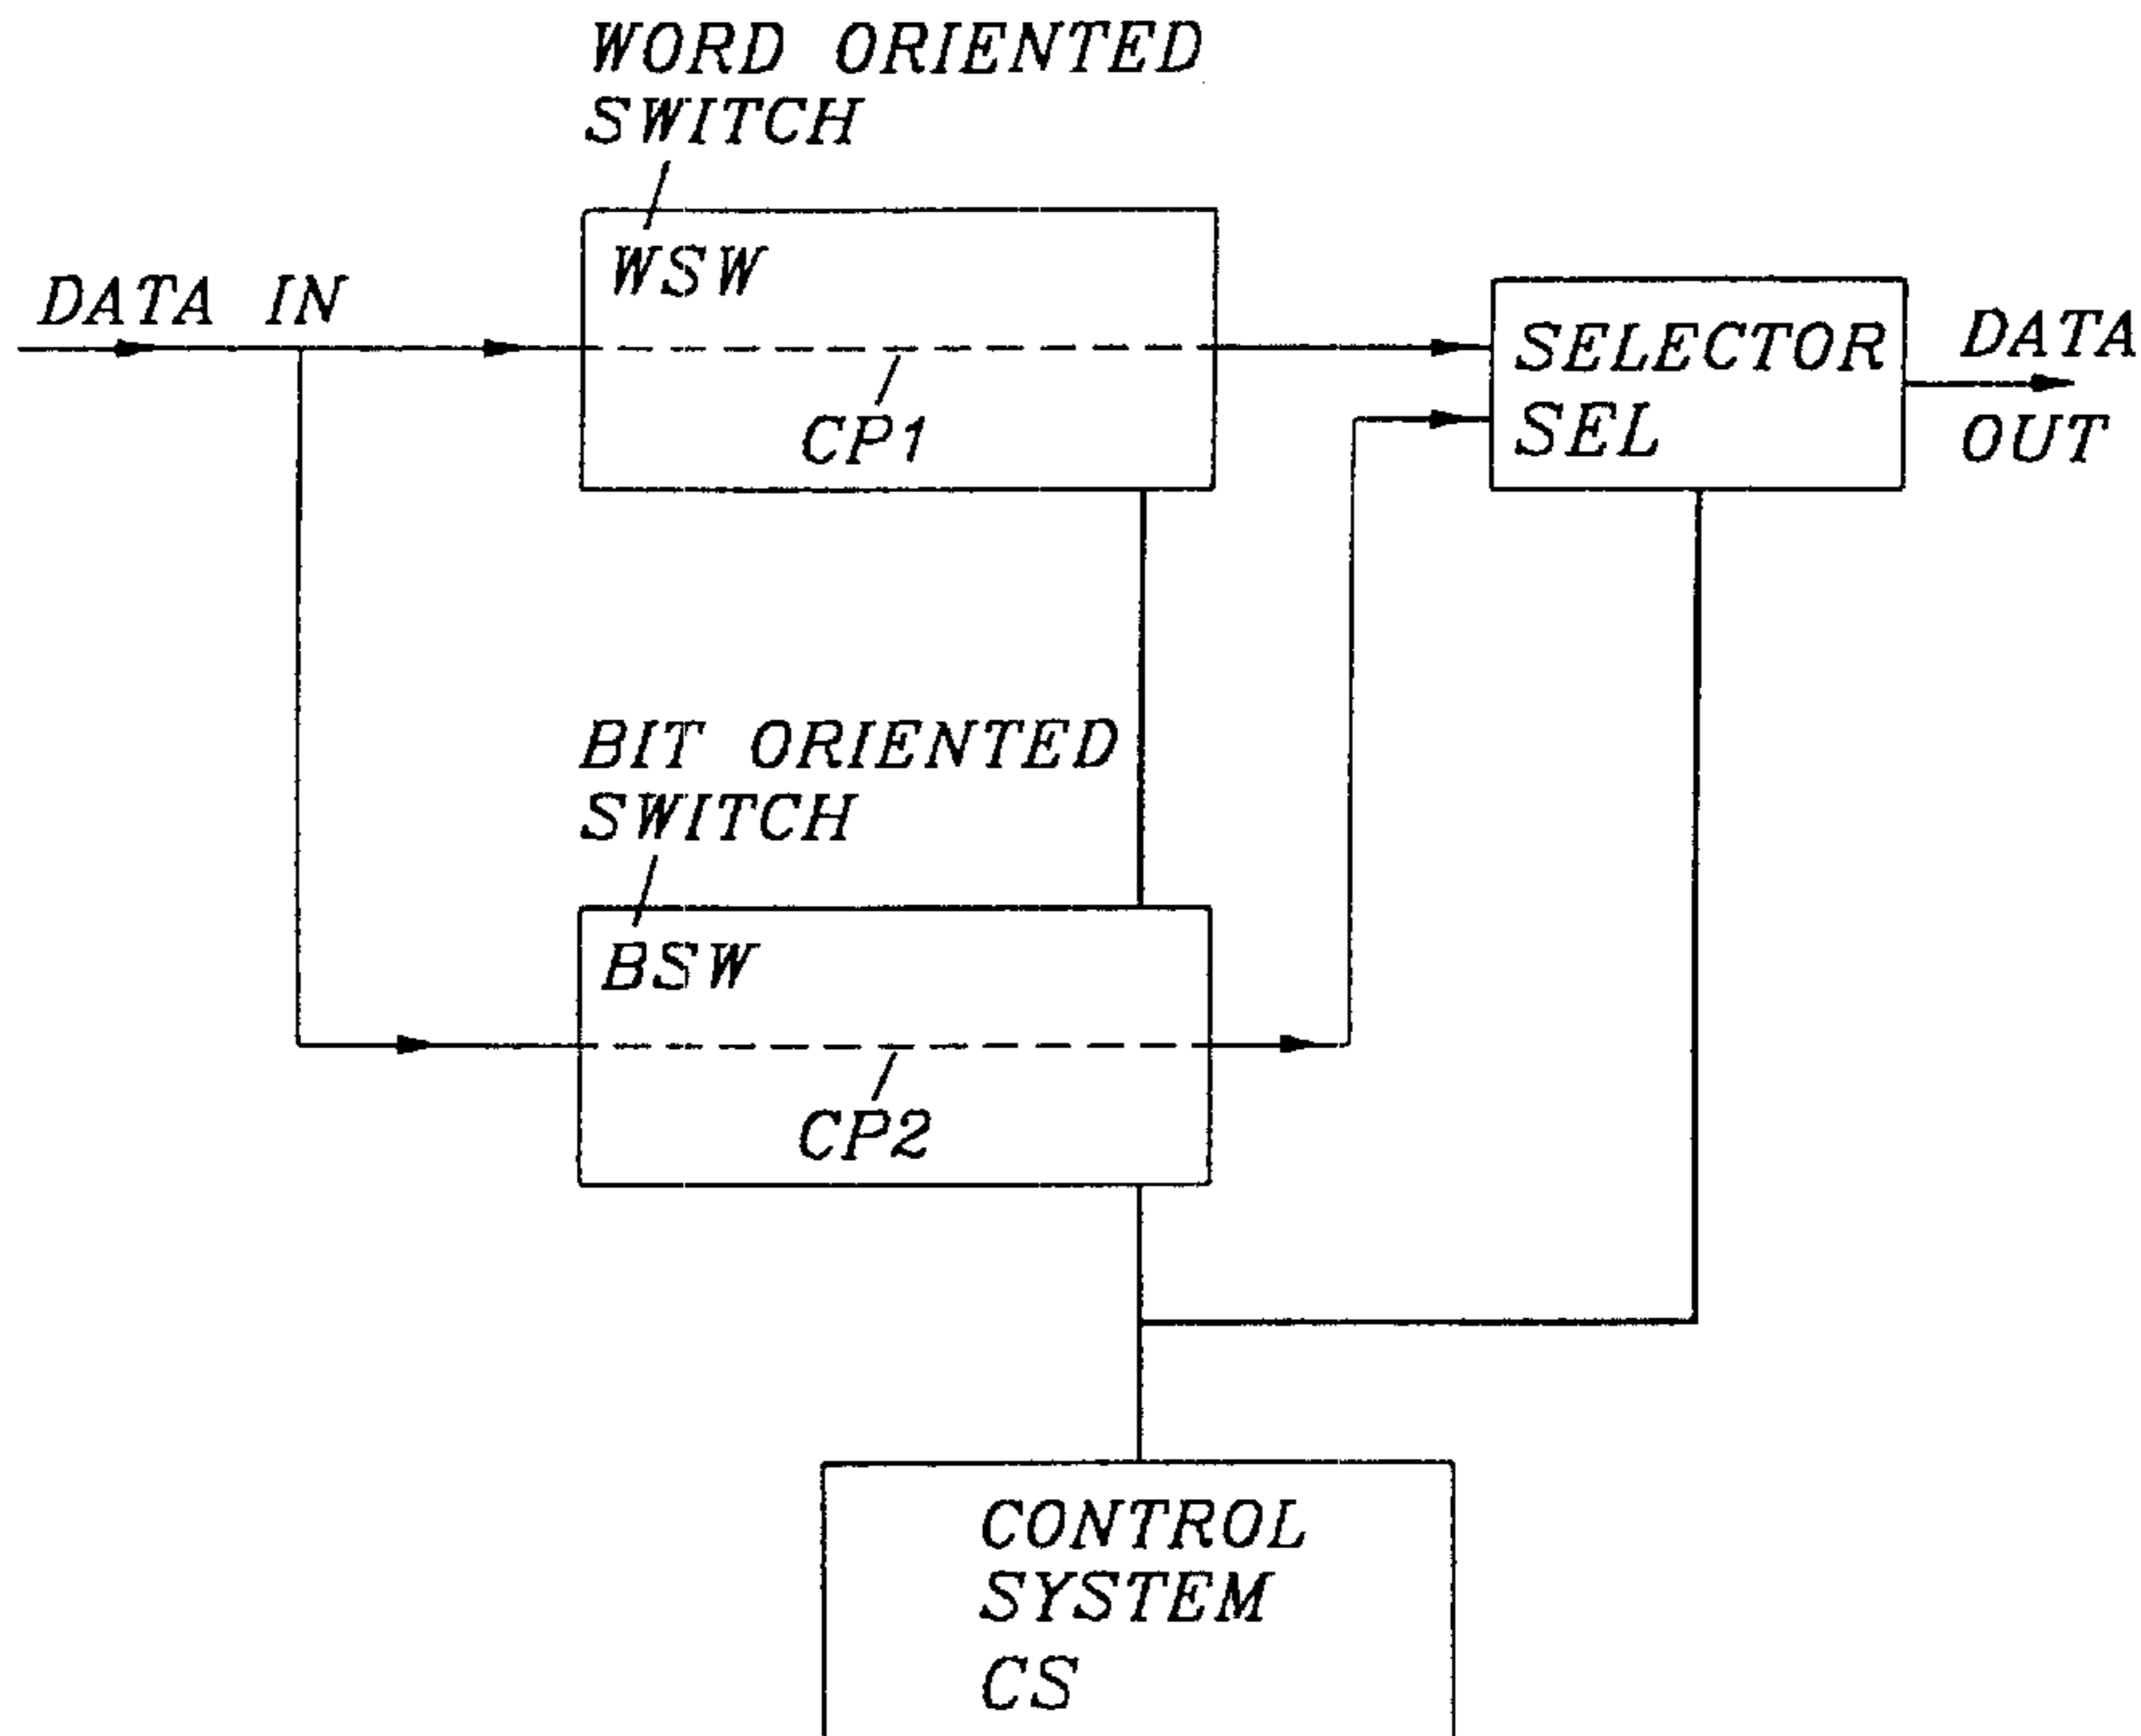 WORD ORIENTED
SWITCH
WSW
DATA IN
CP1
SELECTOR
SEL
DATA
OUT
BIT ORIENTED
SWITCH
BSW
CP2
CONTROL
SYSTEM
CS